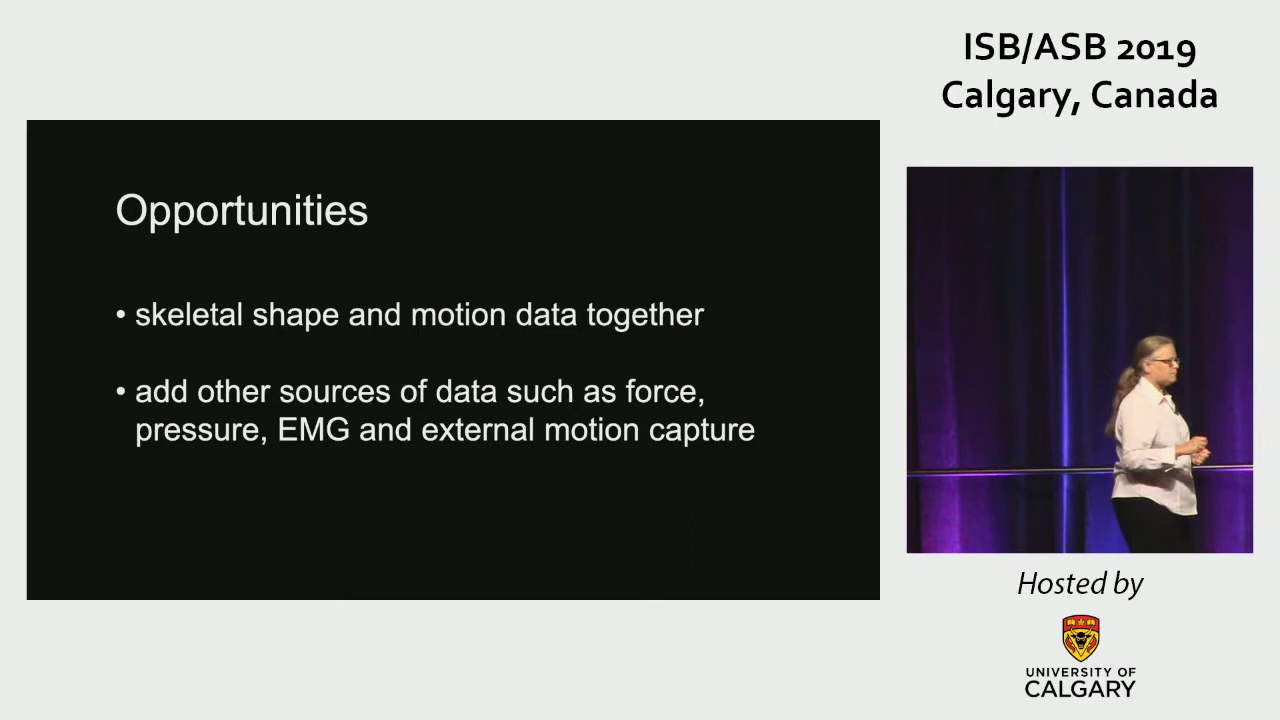 ISB/ASB 2019
Calgary, Canada
Opportunities
• skeletal shape and motion data together
• add other sources of data such as force,
pressure, EMG and external motion capture
Hosted by
UNIVERSITY OF
CALGARY